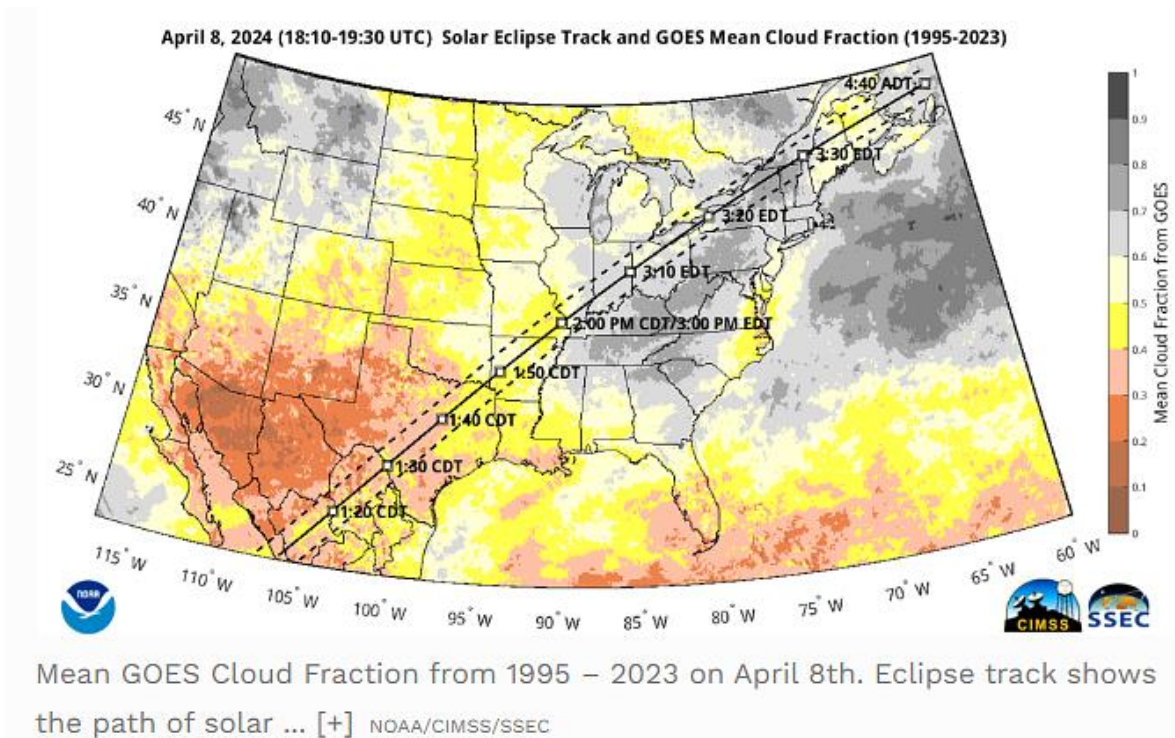 April 8, 2024 (18:10-19:30 UTC) Solar Eclipse Track and GOES Mean Cloud Fraction (1995-2023)
45° N
40° N
35° N
30° N
25° N
115° W
110° W
105° W
100° W
95° W
90° W
85° W
80° W
75° W
70° W
65° W
60° W
4:40 ADT
3:30 EDT
3:20 EDT
3:10 EDT
2:00 PM CDT/3:00 PM EDT
1:50 CDT
1:40 CDT
1:30 CDT
1:20 CDT
1
0.9
0.8
0.7
0.6
0.5
0.4
0.3
0.2
0.1
0
Mean Cloud Fraction from GOES
NOAA
CIMSS
SSEC
Mean GOES Cloud Fraction from 1995 – 2023 on April 8th. Eclipse track shows
the path of solar ... [+] NOAA/CIMSS/SSEC